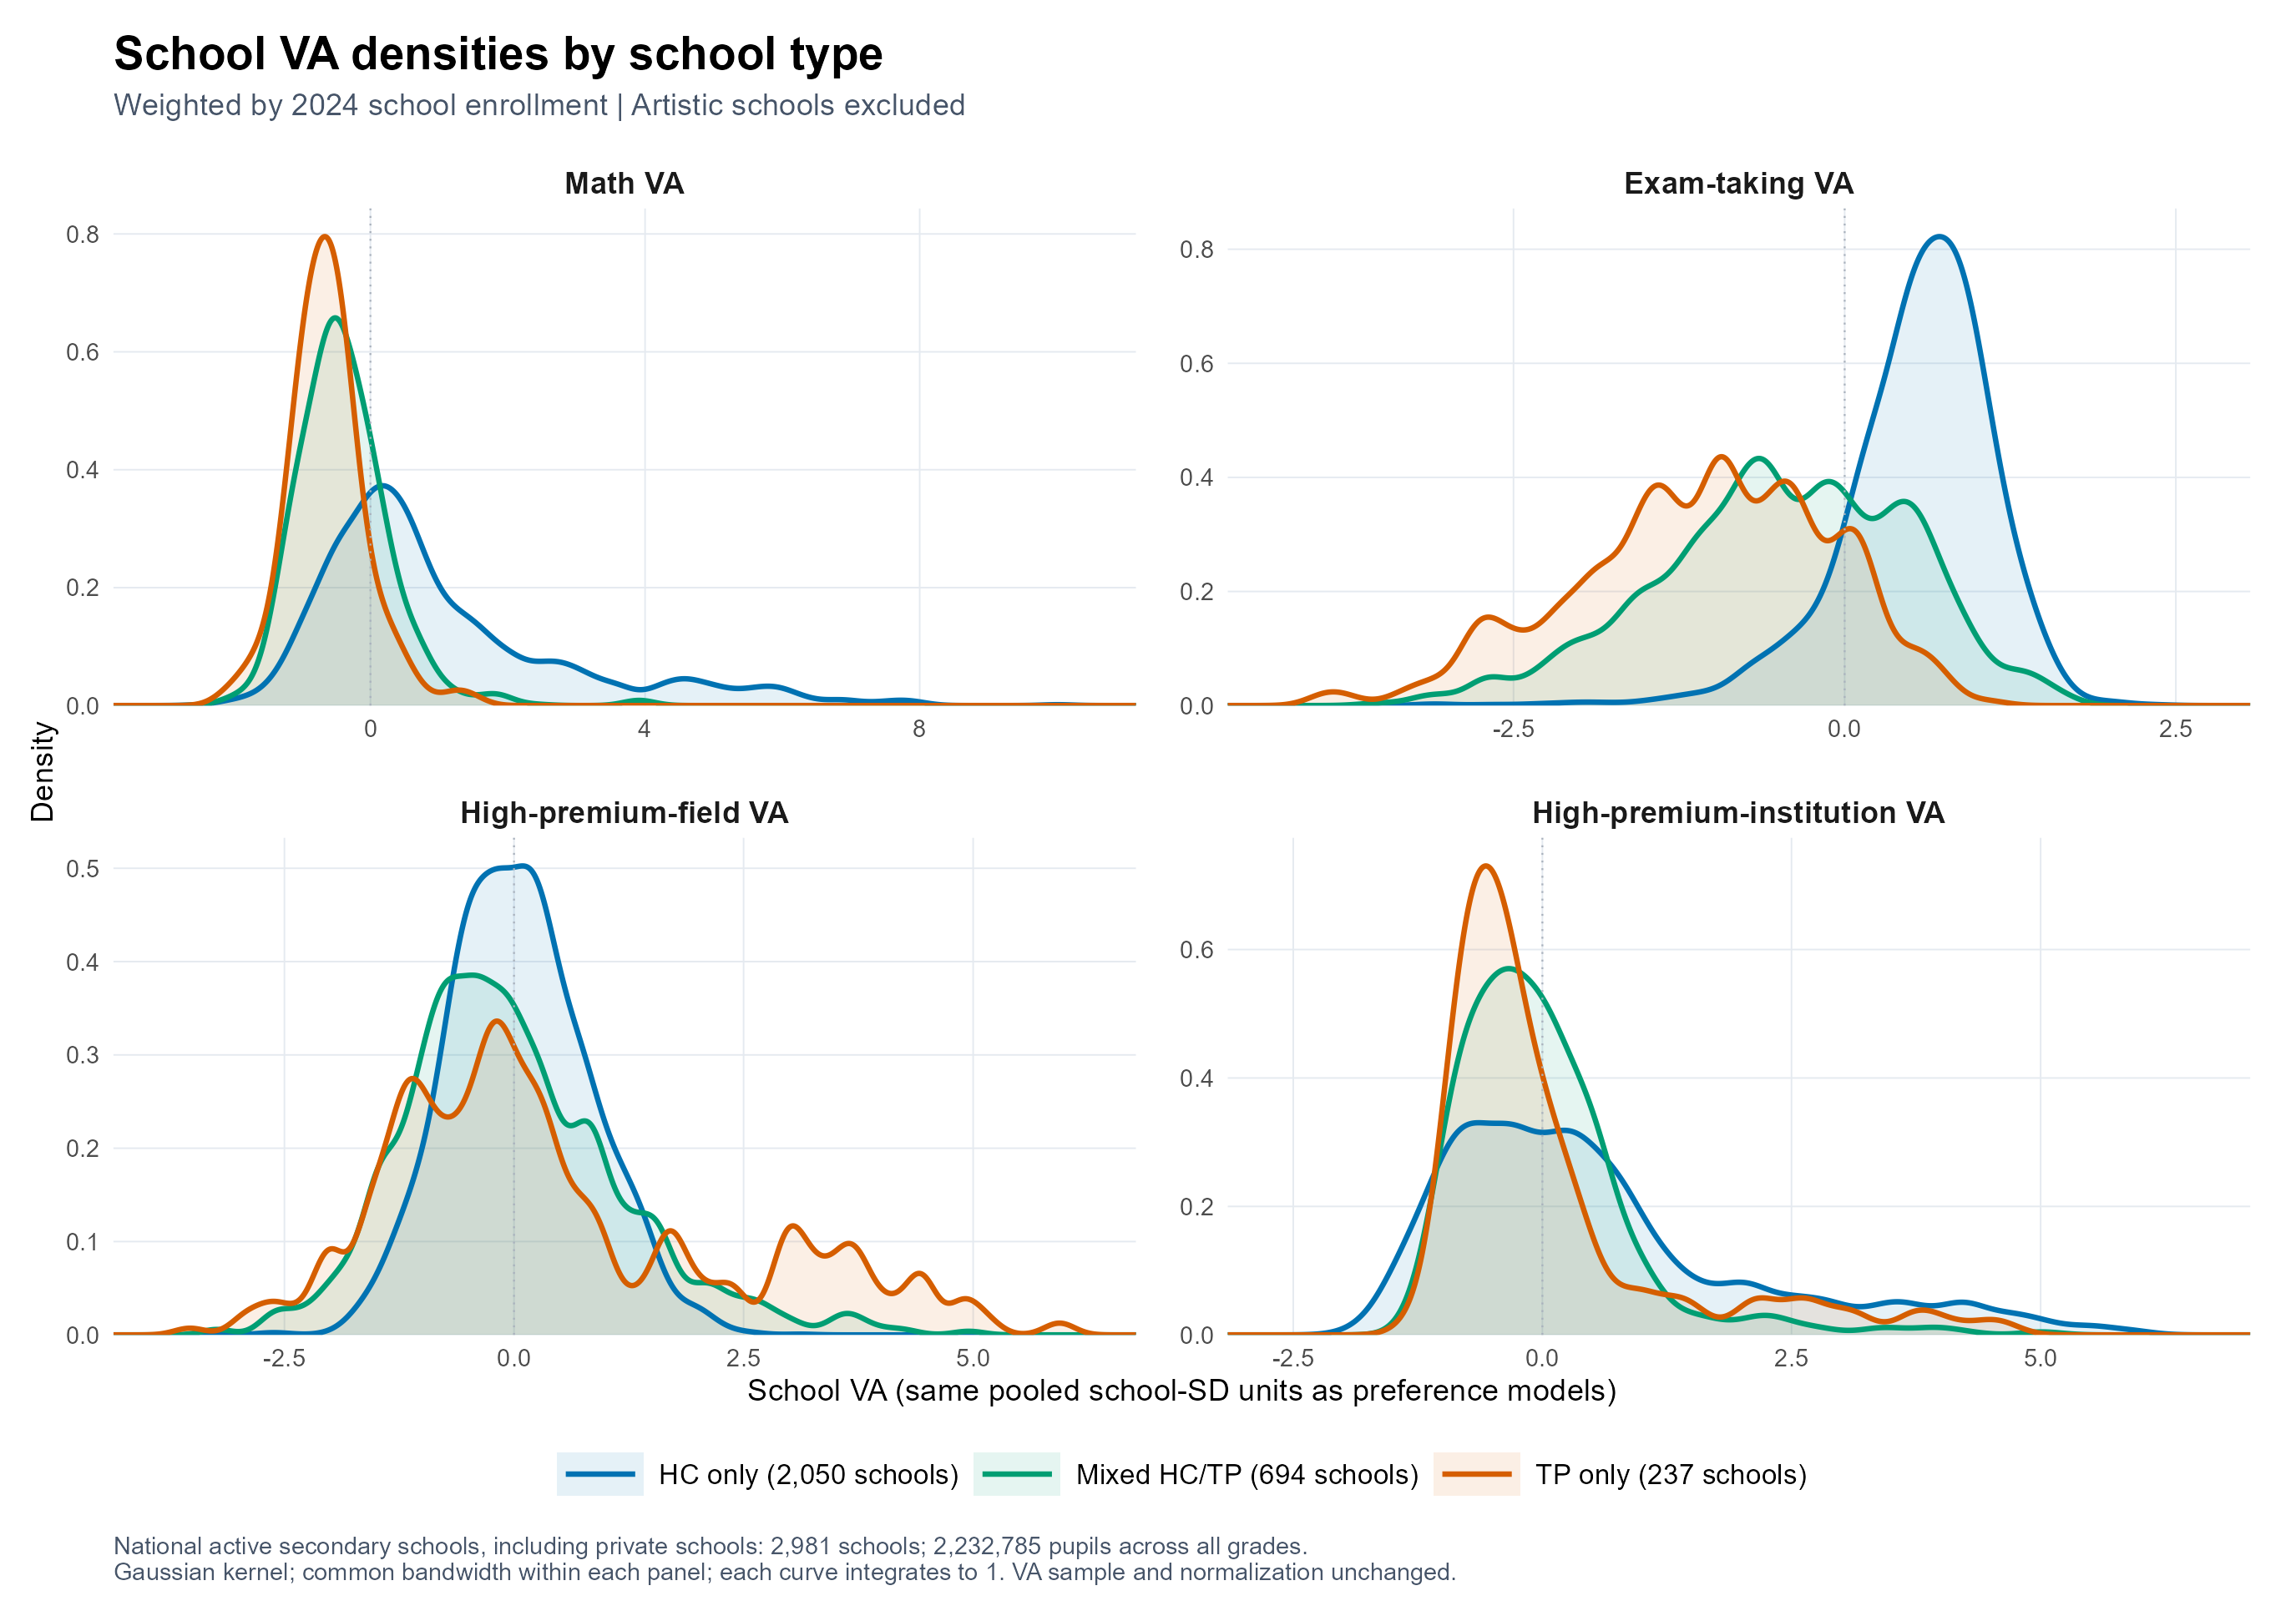 School VA densities by school type
Weighted by 2024 school enrollment | Artistic schools excluded
Math VA
Exam-taking VA
0.8
0.6
0.4
0.2
0.0
0
4
8
0.8
0.6
0.4
0.2
0.0
-2.5
0.0
2.5
Density
High-premium-field VA
High-premium-institution VA
0.5
0.4
0.3
0.2
0.1
0.0
-2.5
0.0
2.5
5.0
0.6
0.4
0.2
0.0
-2.5
0.0
2.5
5.0
School VA (same pooled school-SD units as preference models)
HC only (2,050 schools)
Mixed HC/TP (694 schools)
TP only (237 schools)
National active secondary schools, including private schools: 2,981 schools; 2,232,785 pupils across all grades.
Gaussian kernel; common bandwidth within each panel; each curve integrates to 1. VA sample and normalization unchanged.